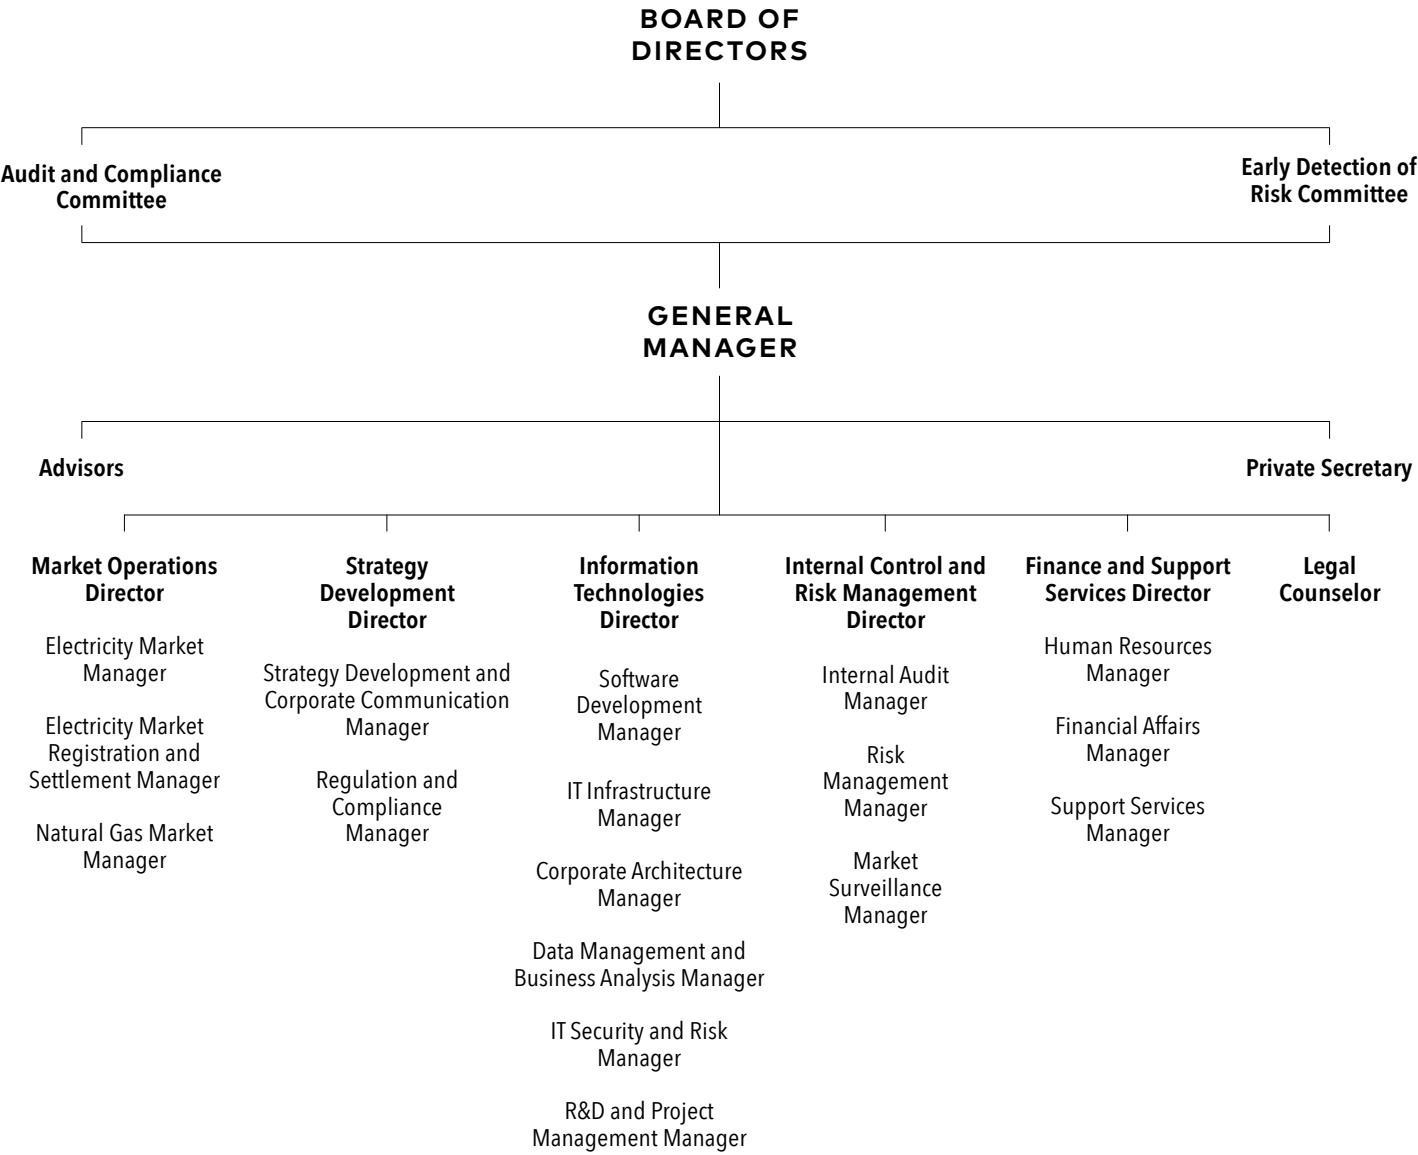 BOARD OF
DIRECTORS
Audit and Compliance
Committee
Early Detection of
Risk Committee
GENERAL
MANAGER
Advisors
Private Secretary
Market Operations
Director
Electricity Market
Manager
Electricity Market
Registration and
Settlement Manager
Natural Gas Market
Manager
Strategy
Development
Director
Strategy Development and
Corporate Communication
Manager
Regulation and
Compliance
Manager
Information
Technologies
Director
Software
Development
Manager
IT Infrastructure
Manager
Corporate Architecture
Manager
Data Management and
Business Analysis Manager
IT Security and Risk
Manager
R&D and Project
Management Manager
Internal Control and
Risk Management
Director
Internal Audit
Manager
Risk
Management
Manager
Market
Surveillance
Manager
Finance and Support
Services Director
Human Resources
Manager
Financial Affairs
Manager
Support Services
Manager
Legal
Counselor